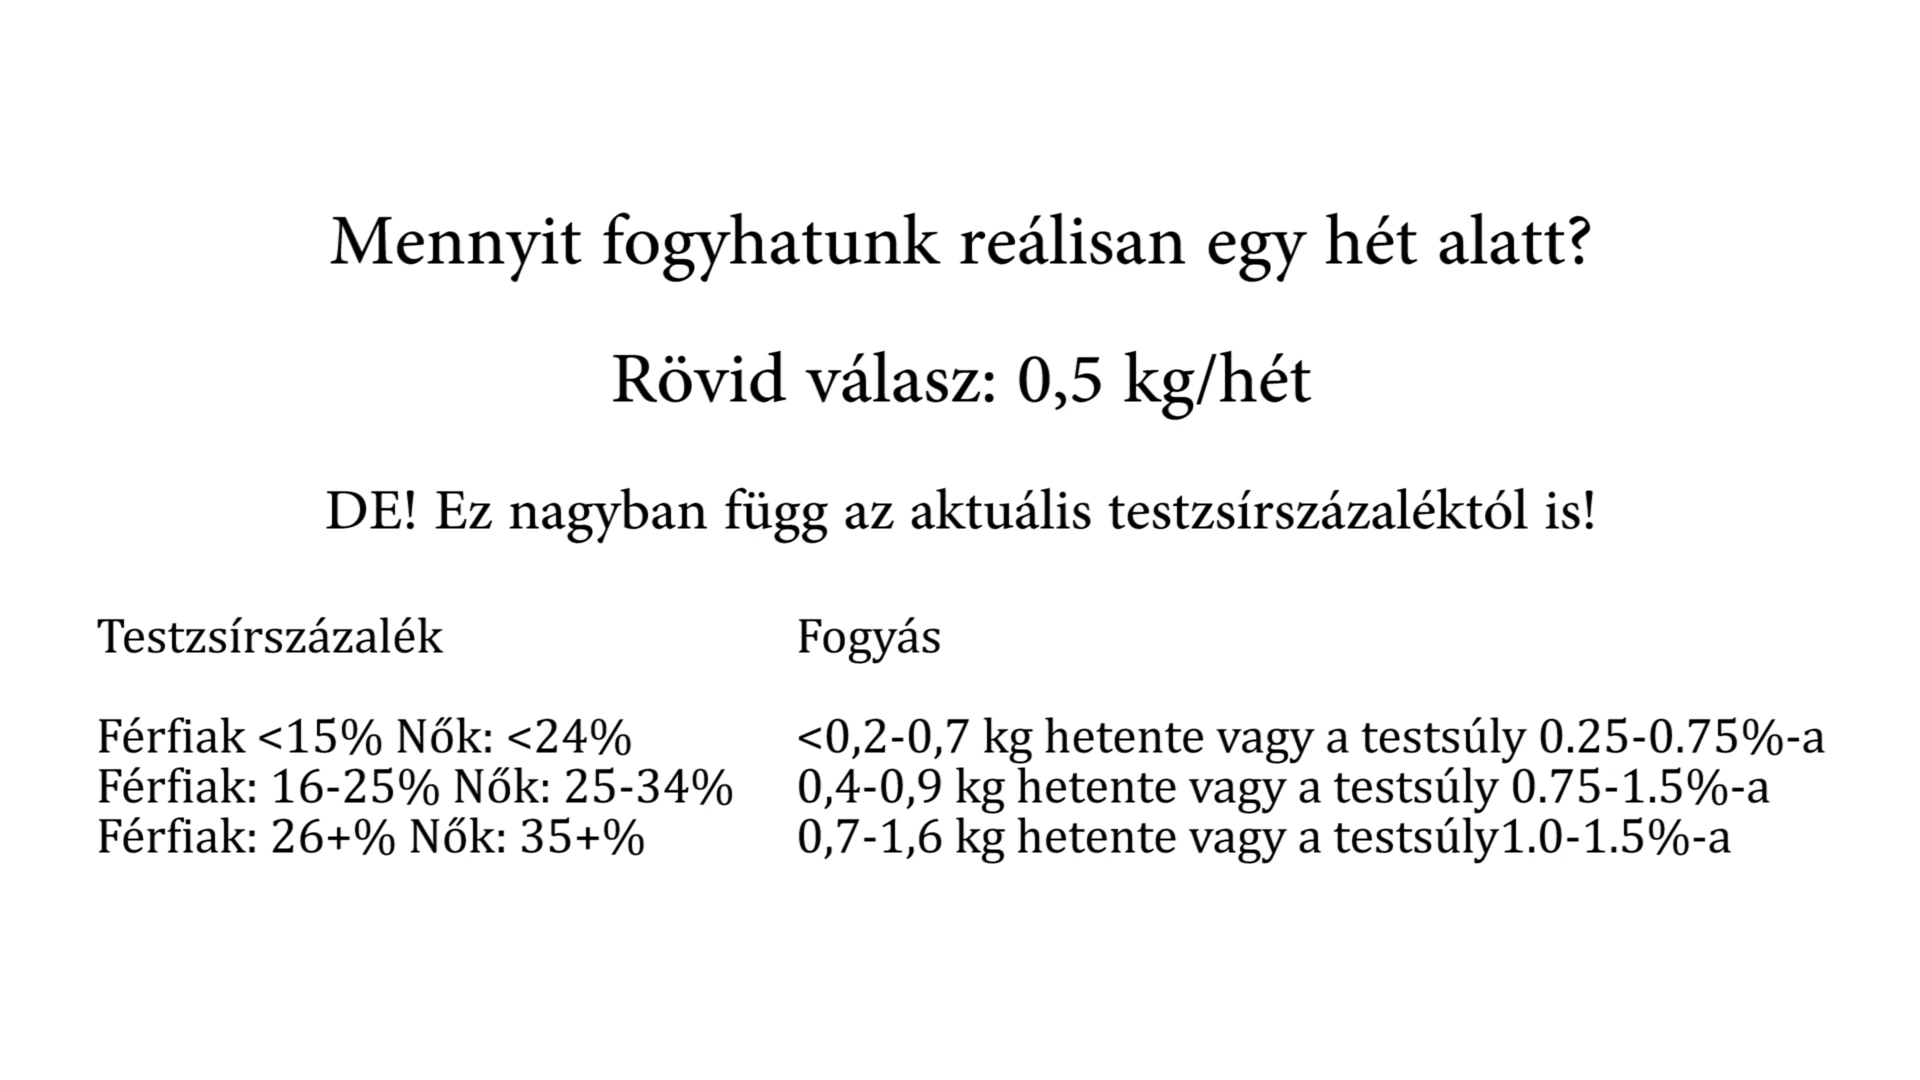 Mennyit fogyhatunk reálisan egy hét alatt?
Rövid válasz: 0,5 kg/hét
DE! Ez nagyban függ az aktuális testzsírszázaléktól is!
Testzsírszázalék Fogyás
Férfiak <15% Nők: <24% <0,2-0,7 kg hetente vagy a testsúly 0.25-0.75%-a
Férfiak: 16-25% Nők: 25-34% 0,4-0,9 kg hetente vagy a testsúly 0.75-1.5%-a
Férfiak: 26+% Nők: 35+% 0,7-1,6 kg hetente vagy a testsúly1.0-1.5%-a